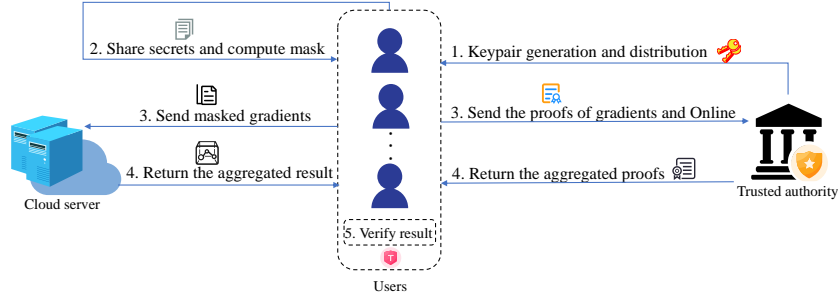 2. Share secrets and compute mask
1. Keypair generation and distribution
3. Send masked gradients
3. Send the proofs of gradients and Online
4. Return the aggregated result
4. Return the aggregated proofs
Cloud server
Trusted authority
5. Verify result
T
Users